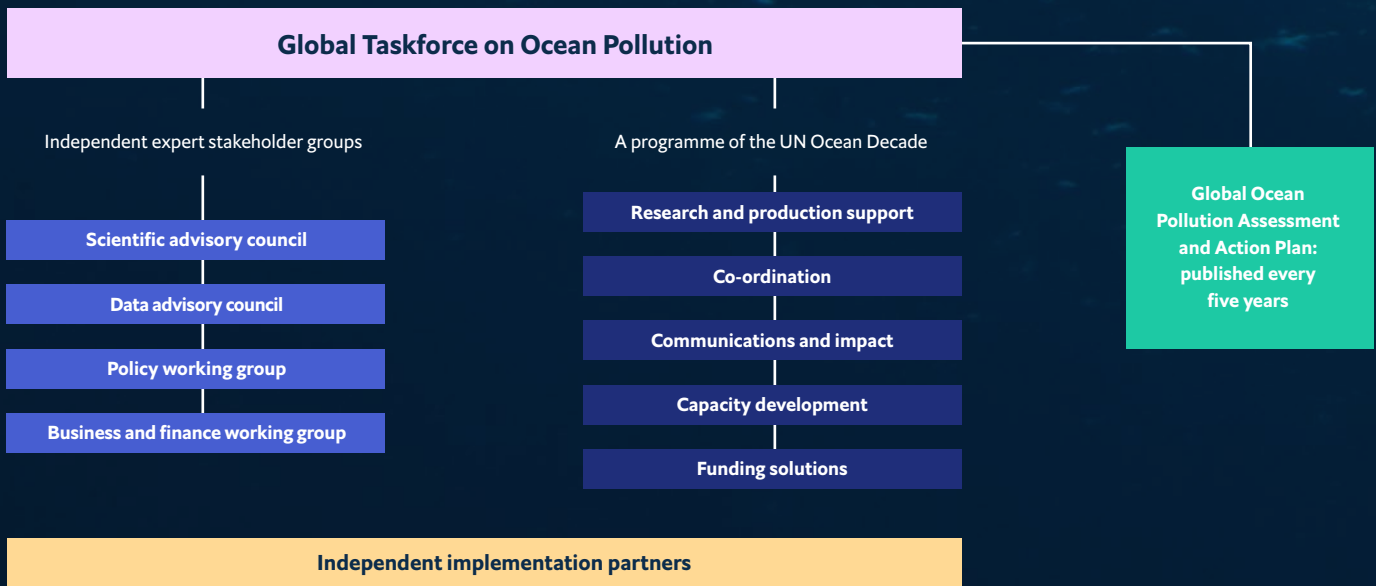 Global Taskforce on Ocean Pollution
Independent expert stakeholder groups
Scientific advisory council
Data advisory council
Policy working group
Business and finance working group
A programme of the UN Ocean Decade
Research and production support
Co-ordination
Communications and impact
Capacity development
Funding solutions
Global Ocean
Pollution Assessment
and Action Plan:
published every
five years
Independent implementation partners